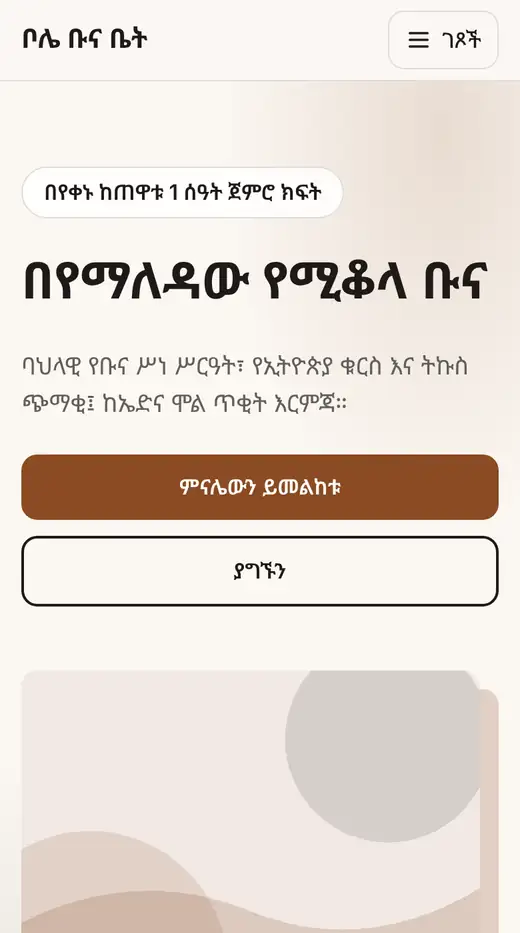 ቦሌ ቡና ቤት
ገጾች
በየቀኑ ከጠዋቱ 1 ሰዓት ጀምሮ ክፍት
በየማለዳው የሚቆላ ቡና
ባህላዊ የቡና ሥነ ሥርዓት፣ የኢትዮጵያ ቁርስ እና ትኩስ
ጭማቂ፤ ከኤድና ሞል ጥቂት እርምጃ።
ምናሌውን ይመልከቱ
ያግኙን